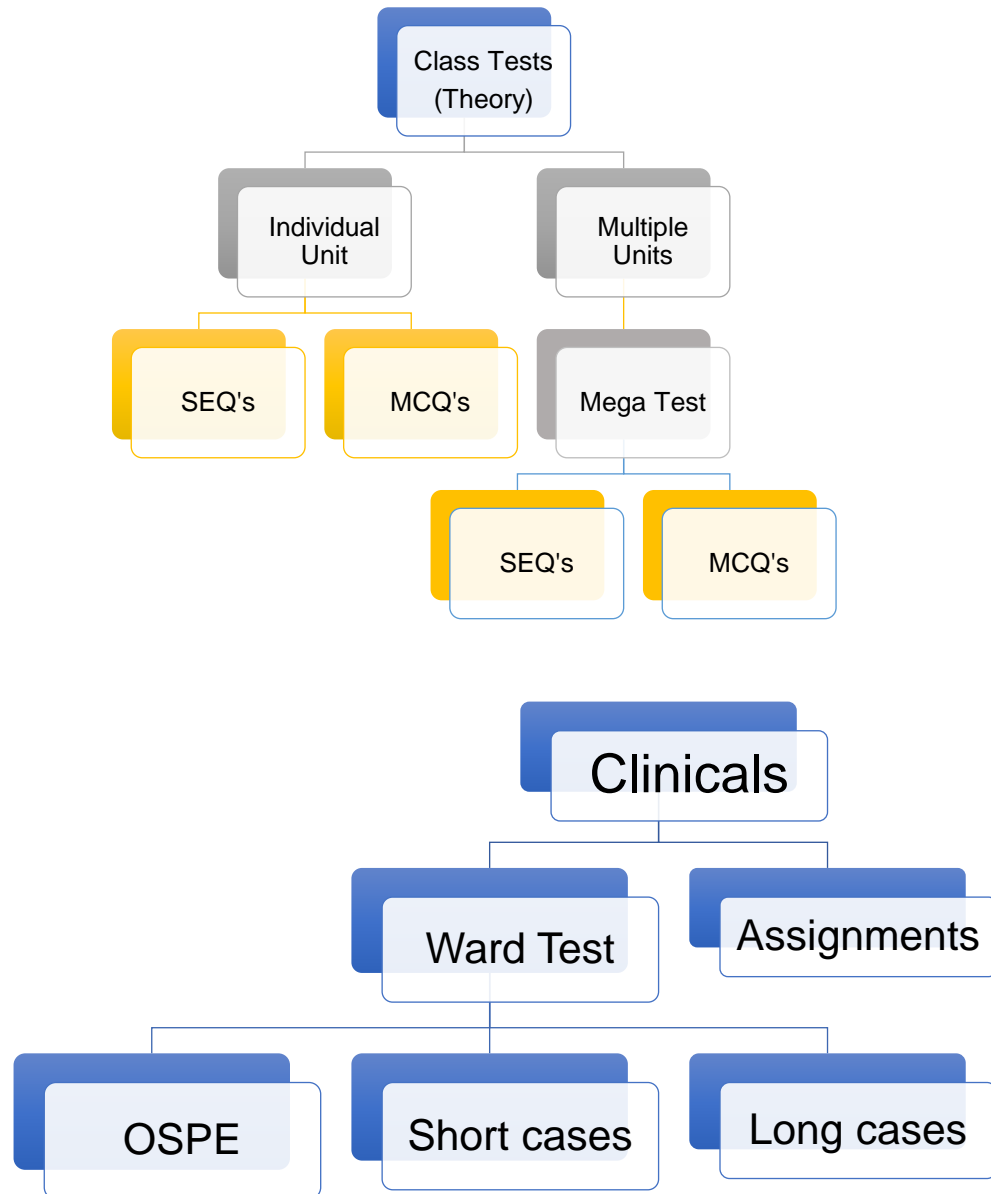 Class Tests
(Theory)
Individual
Unit
Multiple
Units
SEQ's
MCQ's
Mega Test
SEQ's
MCQ's
Clinicals
Ward Test
Assignments
OSPE
Short cases
Long cases